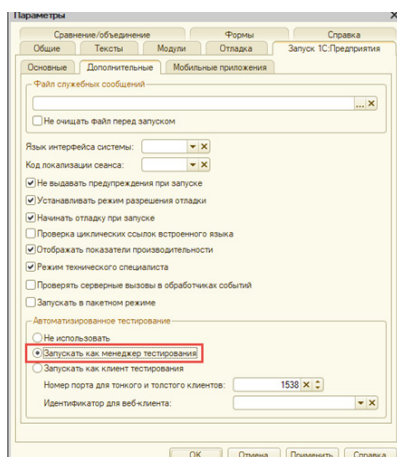 Параметры
Сравнение/объединение Формы Справка
Общие Тексты Модули Отладка Запуск 1С:Предприятия
Основные Дополнительные Мобильные приложения
Файл служебных сообщений
Не очищать файл перед запуском
Язык интерфейса системы:
Код локализации сеанса:
Не выдавать предупреждения при запуске
Устанавливать режим разрешения отладки
Начинать отладку при запуске
Проверка циклических ссылок встроенного языка
Отображать показатели производительности
Режим технического специалиста
Проверять серверные вызовы в обработчиках событий
Запускать в пакетном режиме
Автоматизированное тестирование
Не использовать
Запускать как менеджер тестирования
Запускать как клиент тестирования
Номер порта для тонкого и толстого клиентов: 1538
Идентификатор для веб-клиента:
OK Отмена Применить Справка